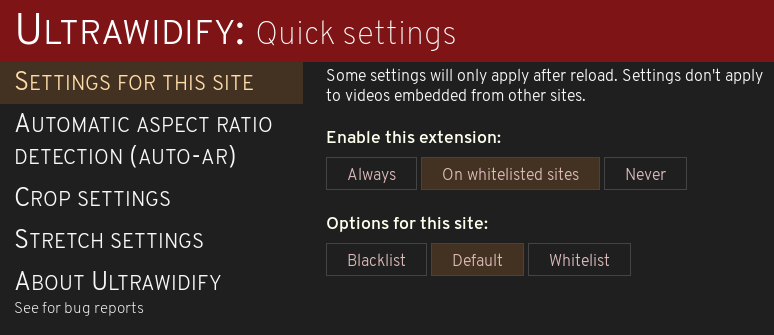 Ultrawidify: Quick settings
Settings for this site
Automatic aspect ratio
detection (auto-ar)
Crop settings
Stretch settings
About Ultrawidify
See for bug reports
Some settings will only apply after reload. Settings don't apply
to videos embedded from other sites.
Enable this extension:
Always On whitelisted sites Never
Options for this site:
Blacklist Default Whitelist